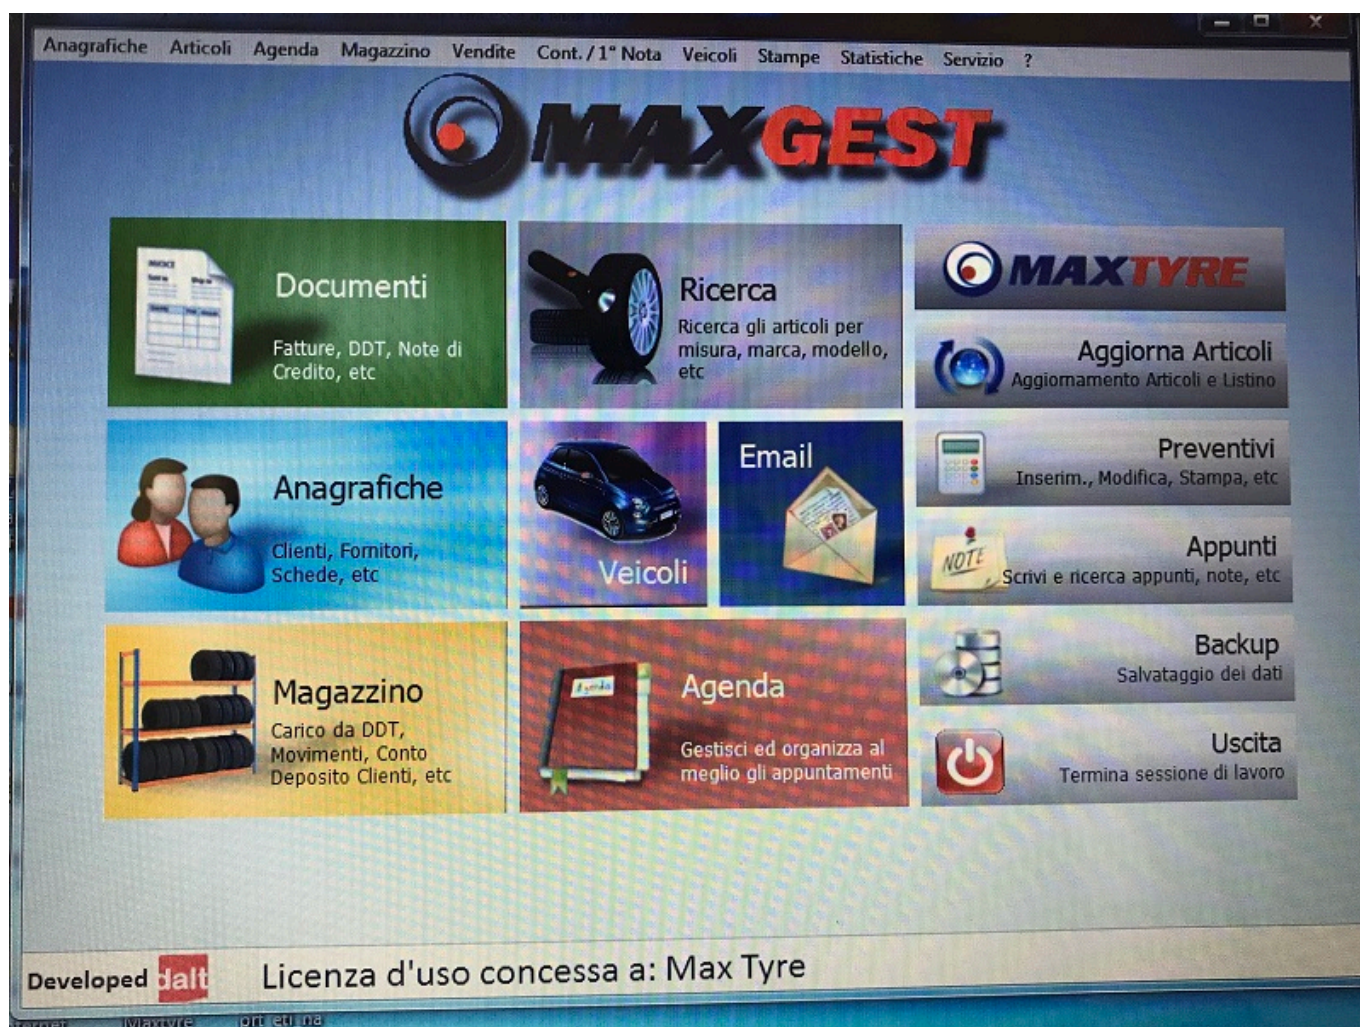 Anagrafiche Articoli Agenda Magazzino Vendite Cont./1ª Nota Veicoli Stampe Statistiche Servizio ?
MAXGEST
Documenti
Fatture, DDT, Note di
Credito, etc
Ricerca
Ricerca gli articoli per
misura, marca, modello,
etc
MAXTYRE
Aggiorna Articoli
Aggiornamento Articoli e Listino
Anagrafiche
Clienti, Fornitori,
Schede, etc
Veicoli
Email
Preventivi
Inserim., Modifica, Stampa, etc
NOTE
Appunti
Scrivi e ricerca appunti, note, etc
Magazzino
Carico da DDT,
Movimenti, Conto
Deposito Clienti, etc
Agenda
Agenda
Gestisci ed organizza al
meglio gli appuntamenti
Backup
Salvataggio dei dati
Uscita
Termina sessione di lavoro
Developed dalt
Licenza d'uso concessa a: Max Tyre
Maxtyre